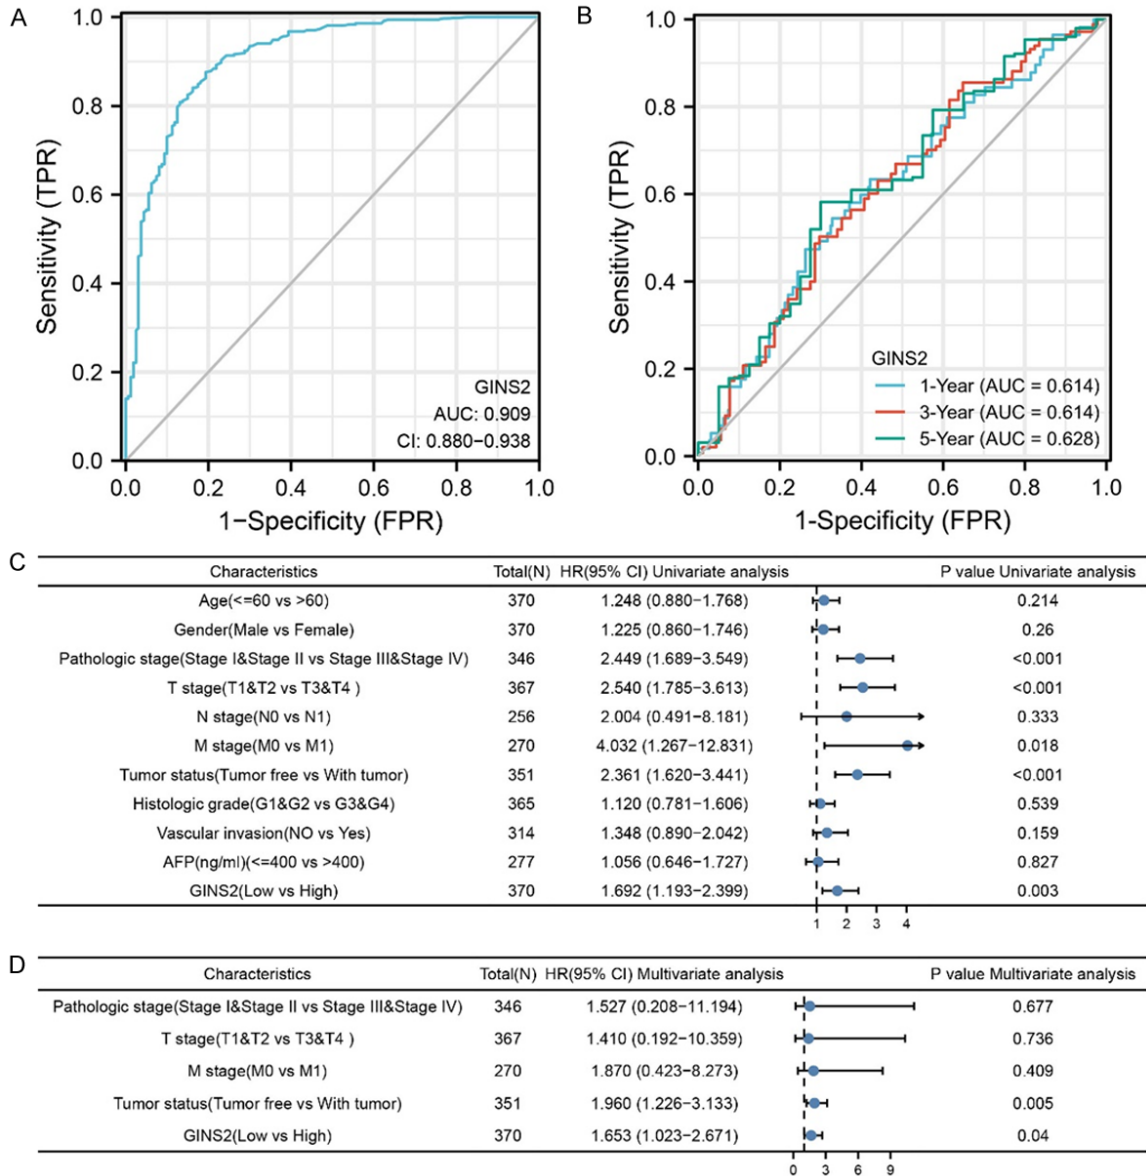 A
1.0
0.8
0.6
0.4
0.2
0.0
Sensitivity (TPR)
GINS2
AUC: 0.909
CI: 0.880−0.938
0.0 0.2 0.4 0.6 0.8 1.0
1−Specificity (FPR)
B
1.0
0.8
0.6
0.4
0.2
0.0
Sensitivity (TPR)
GINS2
1-Year (AUC = 0.614)
3-Year (AUC = 0.614)
5-Year (AUC = 0.628)
0.0 0.2 0.4 0.6 0.8 1.0
1-Specificity (FPR)
C
Characteristics Total(N) HR(95% CI) Univariate analysis P value Univariate analysis
Age(<=60 vs >60) 370 1.248 (0.880−1.768) 0.214
Gender(Male vs Female) 370 1.225 (0.860−1.746) 0.26
Pathologic stage(Stage I&Stage II vs Stage III&Stage IV) 346 2.449 (1.689−3.549) <0.001
T stage(T1&T2 vs T3&T4 ) 367 2.540 (1.785−3.613) <0.001
N stage(N0 vs N1) 256 2.004 (0.491−8.181) 0.333
M stage(M0 vs M1) 270 4.032 (1.267−12.831) 0.018
Tumor status(Tumor free vs With tumor) 351 2.361 (1.620−3.441) <0.001
Histologic grade(G1&G2 vs G3&G4) 365 1.120 (0.781−1.606) 0.539
Vascular invasion(NO vs Yes) 314 1.348 (0.890−2.042) 0.159
AFP(ng/ml)(<=400 vs >400) 277 1.056 (0.646−1.727) 0.827
GINS2(Low vs High) 370 1.692 (1.193−2.399) 0.003
1 2 3 4
D
Characteristics Total(N) HR(95% CI) Multivariate analysis P value Multivariate analysis
Pathologic stage(Stage I&Stage II vs Stage III&Stage IV) 346 1.527 (0.208−11.194) 0.677
T stage(T1&T2 vs T3&T4 ) 367 1.410 (0.192−10.359) 0.736
M stage(M0 vs M1) 270 1.870 (0.423−8.273) 0.409
Tumor status(Tumor free vs With tumor) 351 1.960 (1.226−3.133) 0.005
GINS2(Low vs High) 370 1.653 (1.023−2.671) 0.04
0 3 6 9